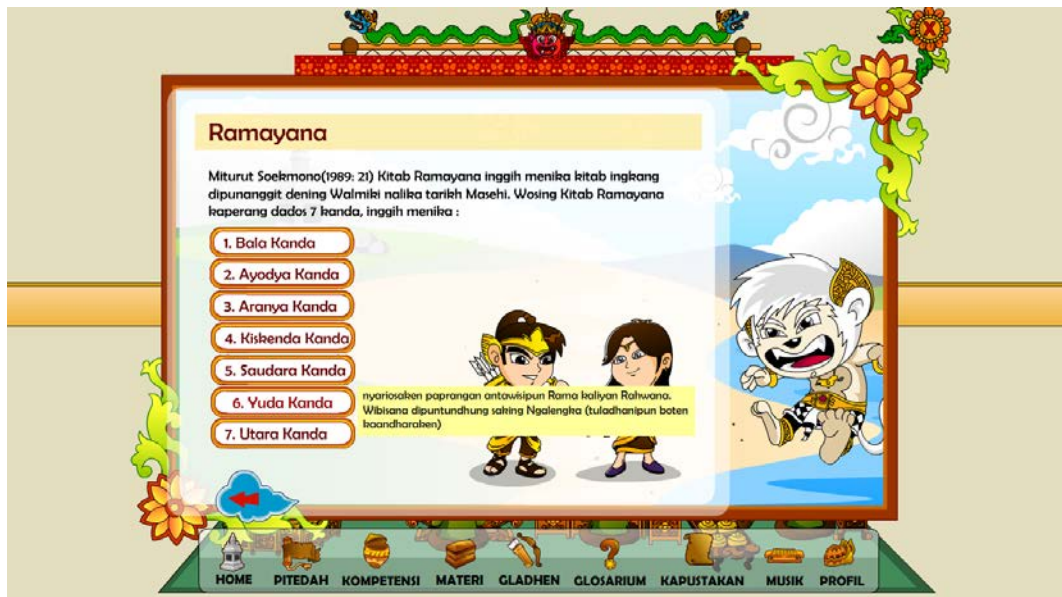 X
Ramayana
Miturut Soekmono(1989: 21) Kitab Ramayana inggih menika kitab ingkang
dipunanggit dening Walmiki nalika tarikh Masehi. Wosing Kitab Ramayana
kaperang dados 7 kanda, inggih menika :
1. Bala Kanda
2. Ayodya Kanda
3. Aranya Kanda
4. Kiskenda Kanda
5. Saudara Kanda
6. Yuda Kanda
nyariosaken paprangan antawisipun Rama kaliyan Rahwana.
Wibisana dipuntundhung saking Ngalengka (tuladhanipun boten
kaandharaken)
7. Utara Kanda
HOME PITEDAH KOMPETENSI MATERI GLADHEN GLOSARIUM KAPUSTAKAN MUSIK PROFIL